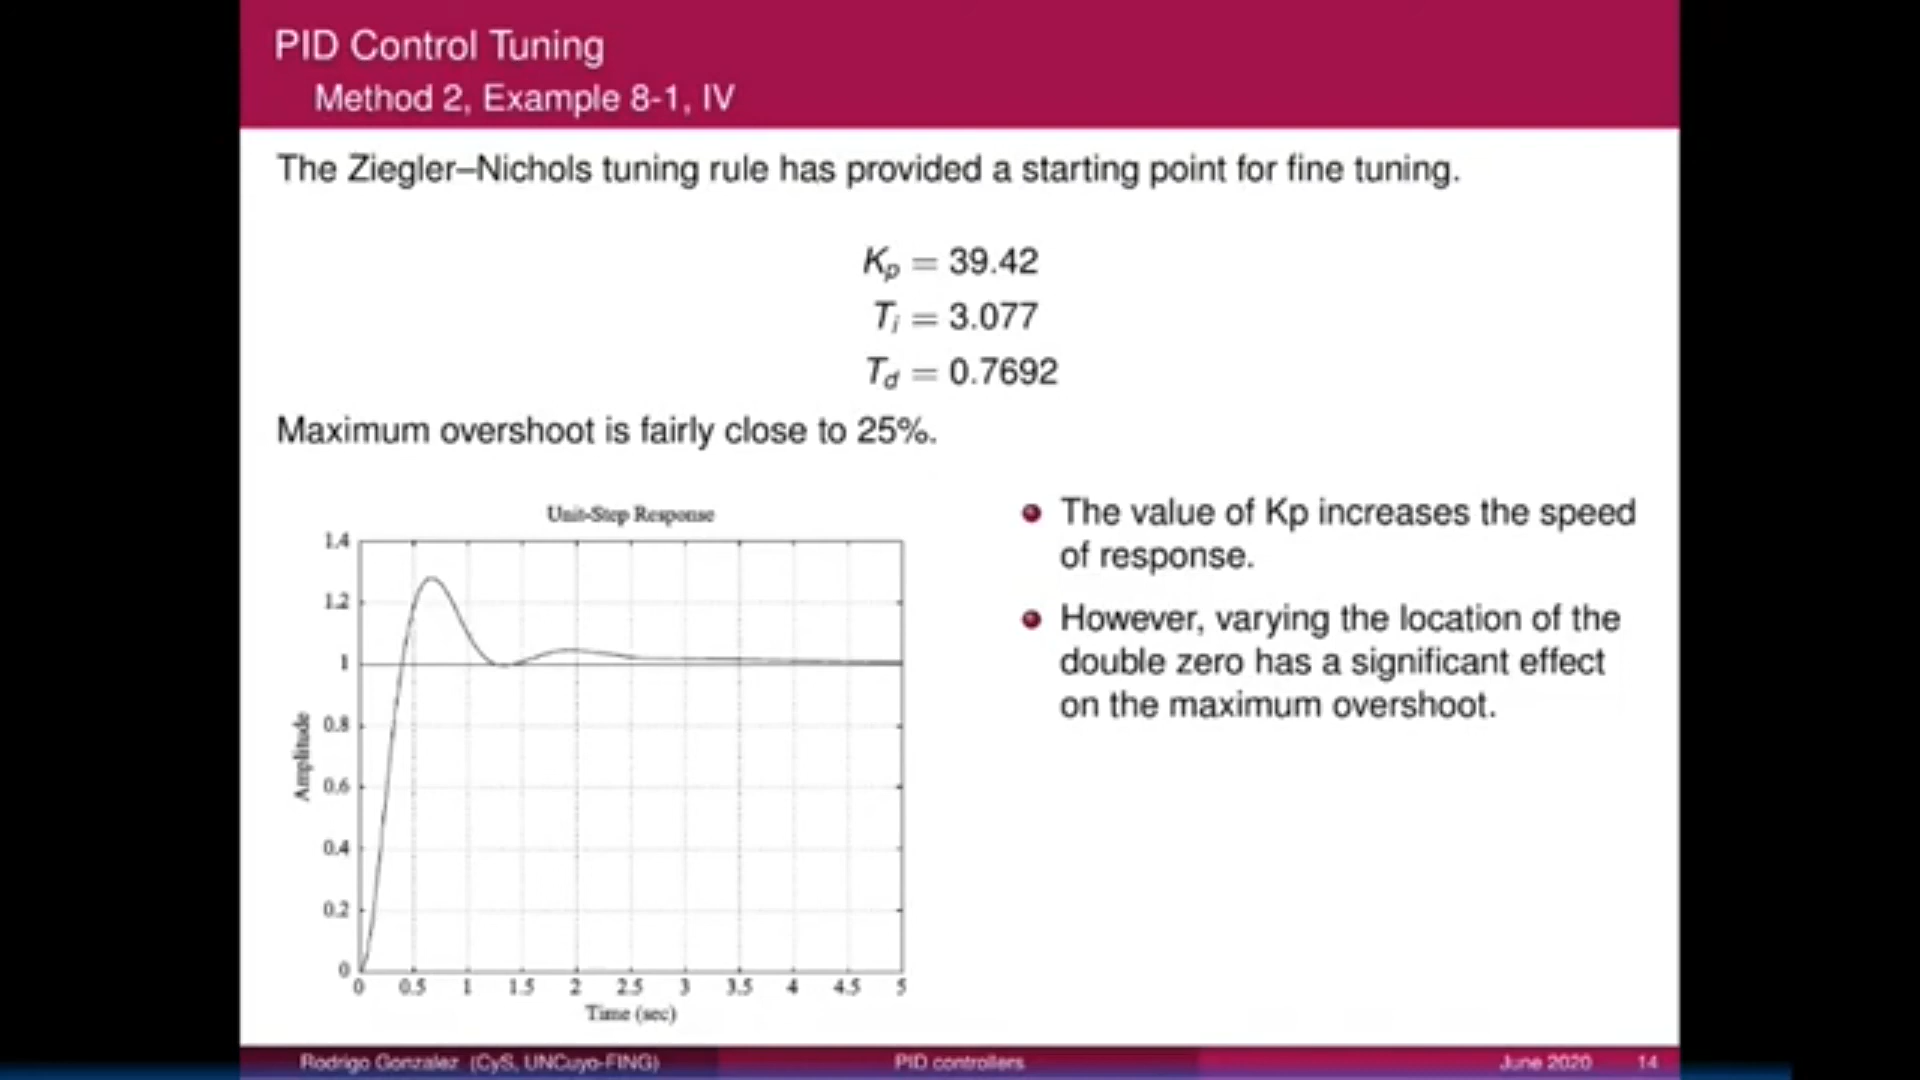 PID Control Tuning
Method 2, Example 8-1, IV
The Ziegler–Nichols tuning rule has provided a starting point for fine tuning.
Kp = 39.42
Ti = 3.077
Td = 0.7692
Maximum overshoot is fairly close to 25%.
Unit-Step Response
1.4
1.2
1
0.8
0.6
0.4
0.2
0
Amplitude
0 0.5 1 1.5 2 2.5 3 3.5 4 4.5 5
Time (sec)
The value of Kp increases the speed
of response.
However, varying the location of the
double zero has a significant effect
on the maximum overshoot.
Rodrigo Gonzalez (CyS, UNCuyo-FING) PID controllers June 2020 14